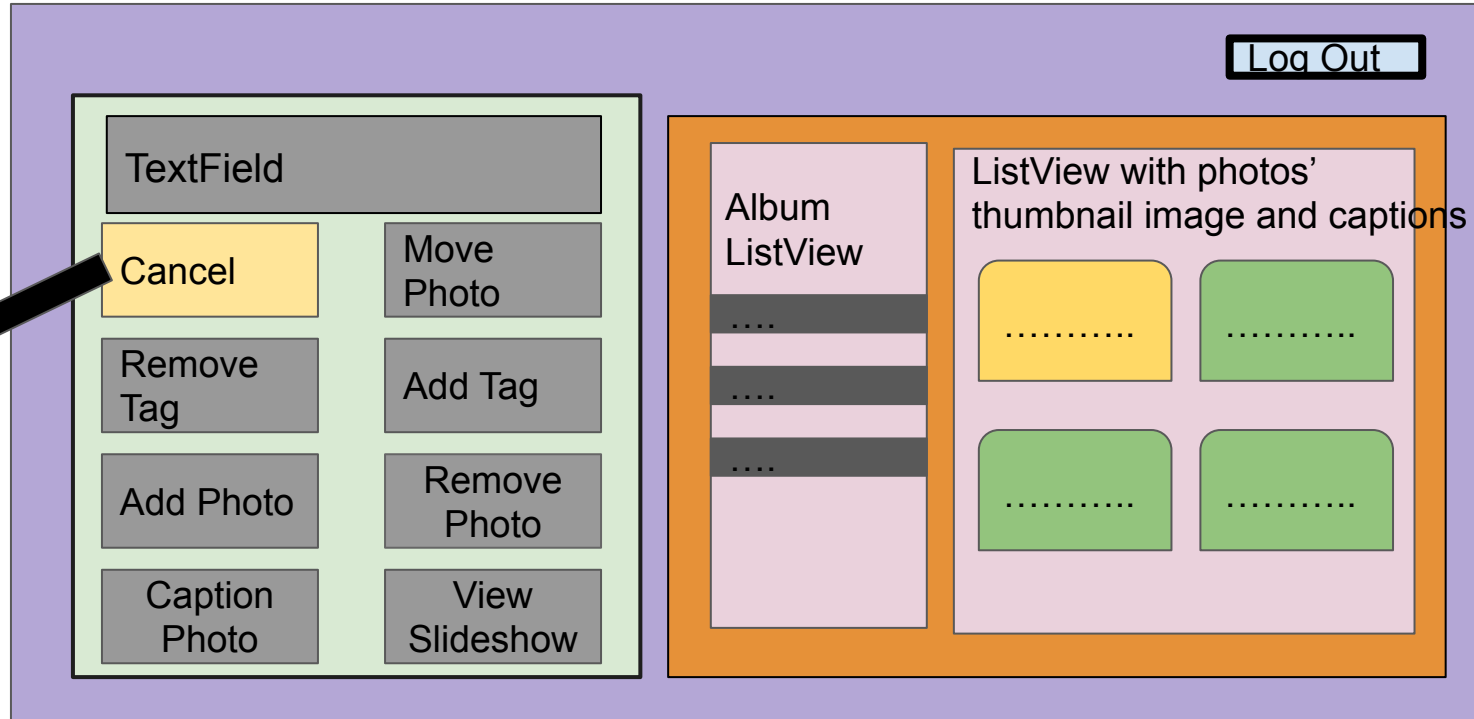 Log Out
TextField
Cancel
Move
Photo
Remove
Tag
Add Tag
Add Photo
Remove
Photo
Caption
Photo
View
Slideshow
Album
ListView
....
....
....
ListView with photos’
thumbnail image and captions
...........
...........
...........
...........